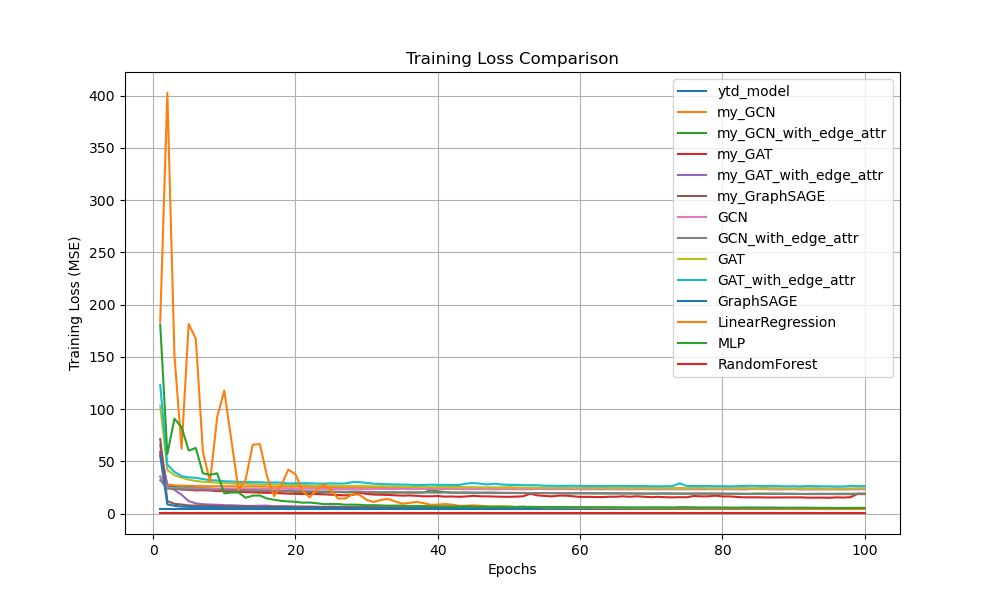 Training Loss Comparison
Training Loss (MSE)
400
350
300
250
200
150
100
50
0
0 20 40 60 80 100
Epochs
ytd_model
my_GCN
my_GCN_with_edge_attr
my_GAT
my_GAT_with_edge_attr
my_GraphSAGE
GCN
GCN_with_edge_attr
GAT
GAT_with_edge_attr
GraphSAGE
LinearRegression
MLP
RandomForest